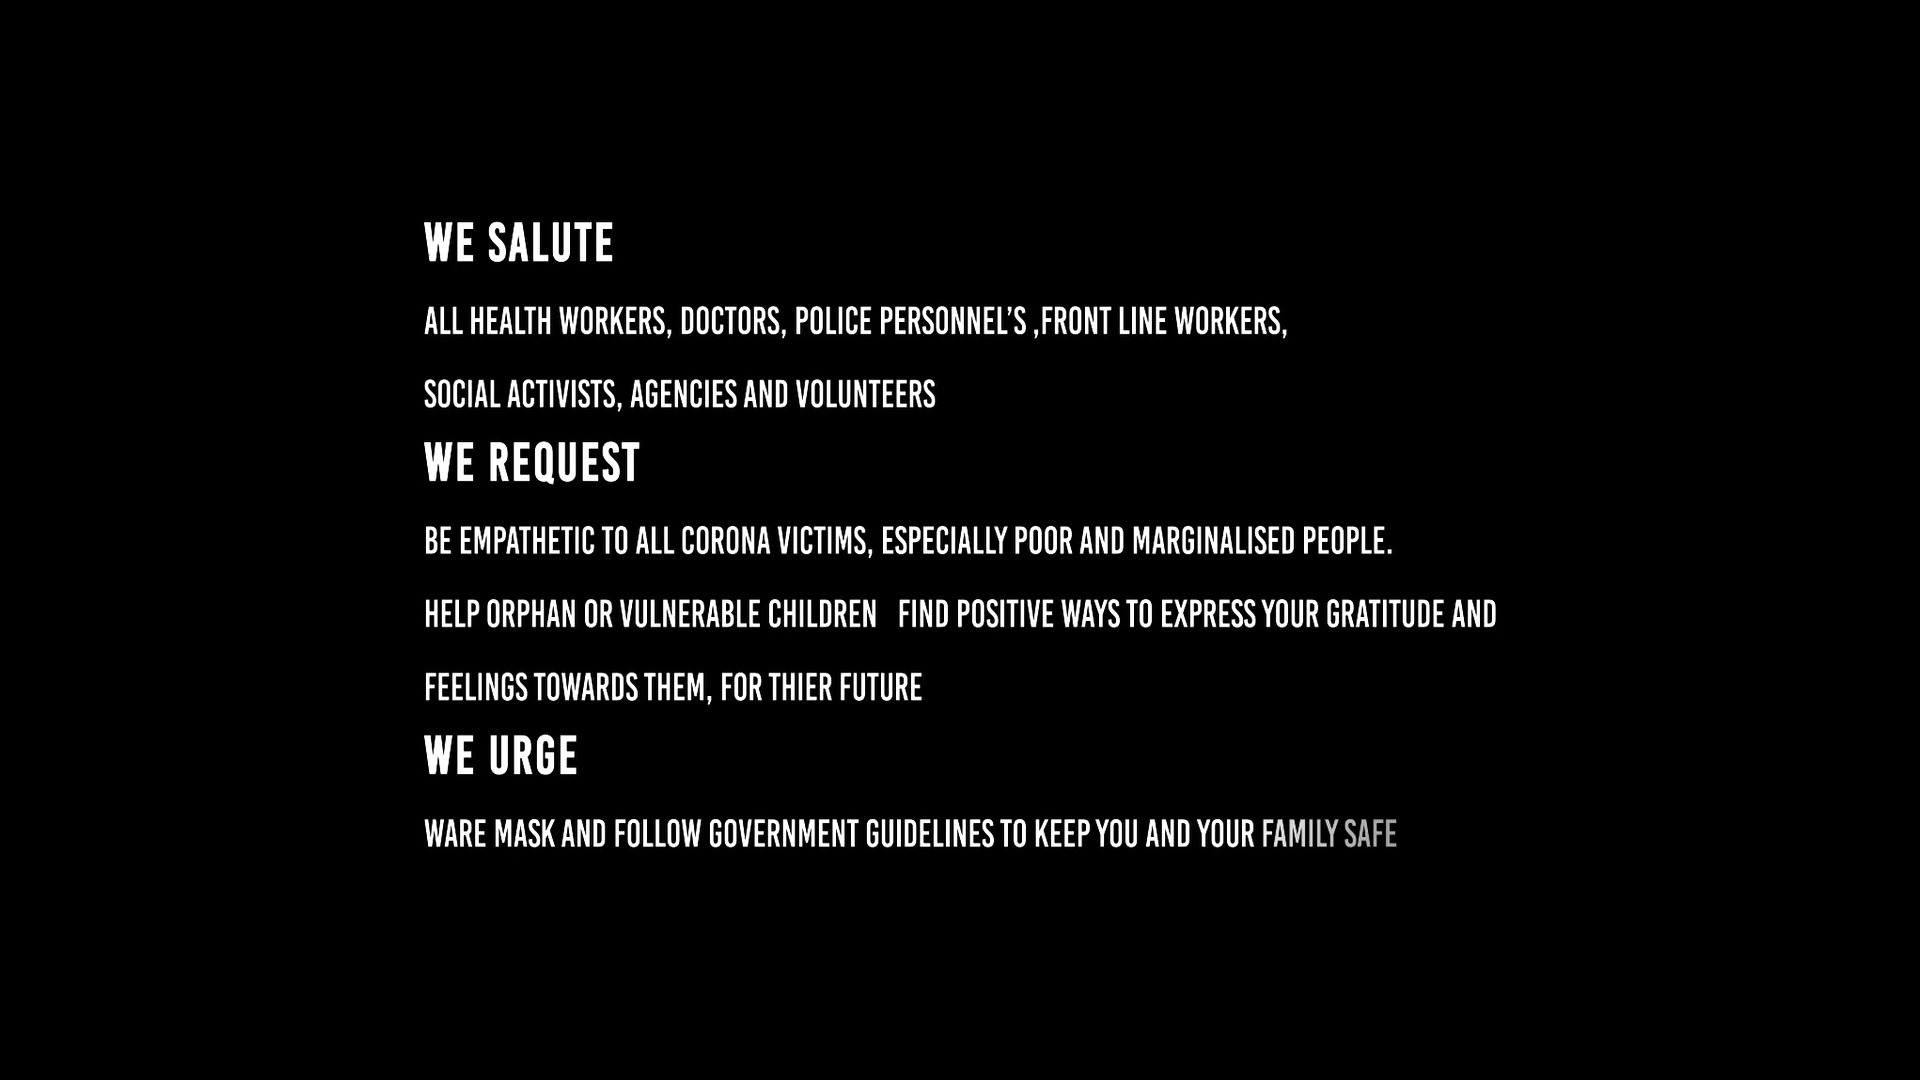 WE SALUTE
ALL HEALTH WORKERS, DOCTORS, POLICE PERSONNEL’S ,FRONT LINE WORKERS,
SOCIAL ACTIVISTS, AGENCIES AND VOLUNTEERS
WE REQUEST
BE EMPATHETIC TO ALL CORONA VICTIMS, ESPECIALLY POOR AND MARGINALISED PEOPLE.
HELP ORPHAN OR VULNERABLE CHILDREN   FIND POSITIVE WAYS TO EXPRESS YOUR GRATITUDE AND
FEELINGS TOWARDS THEM, FOR THIER FUTURE
WE URGE
WARE MASK AND FOLLOW GOVERNMENT GUIDELINES TO KEEP YOU AND YOUR FAMILY SAFE